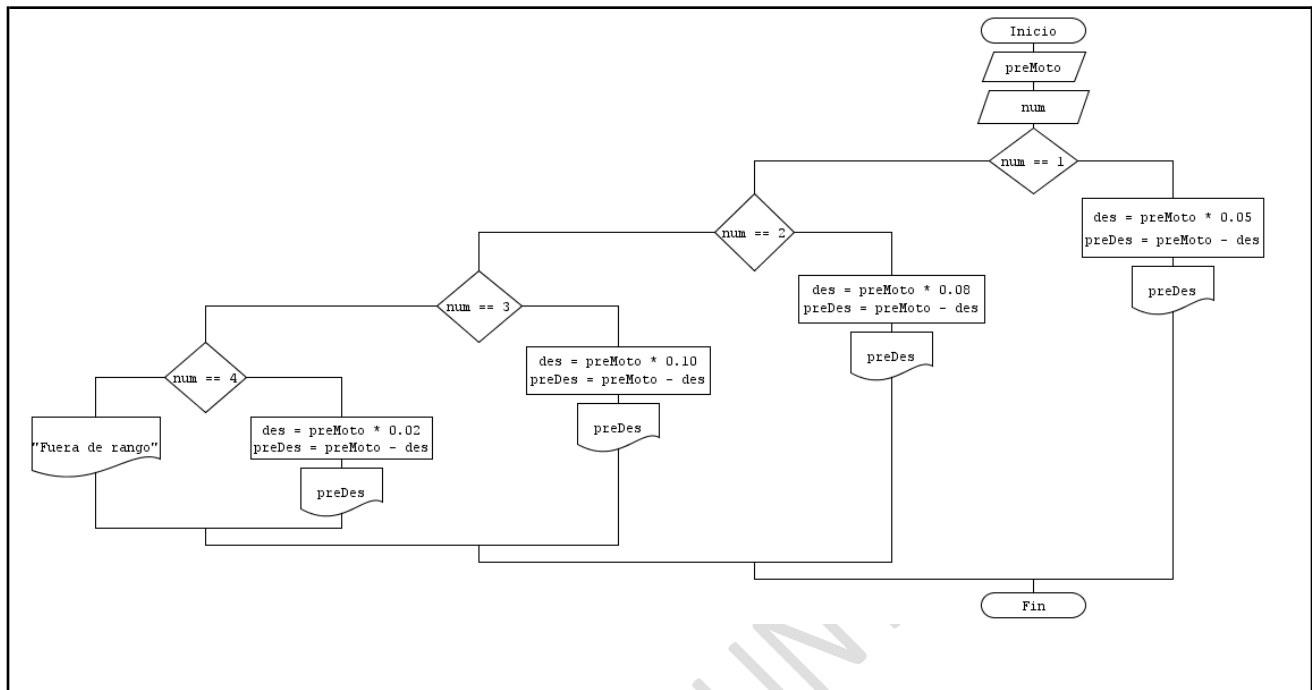 Inicio
preMoto
num
num == 1
des = preMoto * 0.05
preDes = preMoto - des
preDes
num == 2
des = preMoto * 0.08
preDes = preMoto - des
preDes
num == 3
des = preMoto * 0.10
preDes = preMoto - des
preDes
num == 4
des = preMoto * 0.02
preDes = preMoto - des
preDes
"Fuera de rango"
Fin